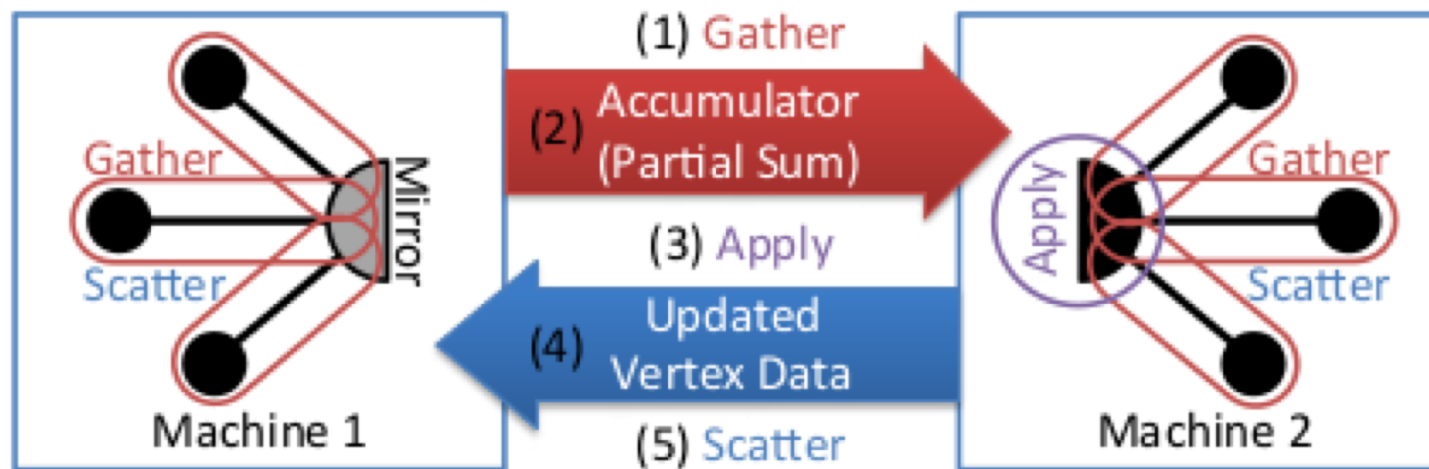 (1) Gather
(2) Accumulator
(Partial Sum)
(3) Apply
(4) Updated
Vertex Data
(5) Scatter
Gather
Scatter
Mirror
Machine 1
Apply
Gather
Scatter
Machine 2